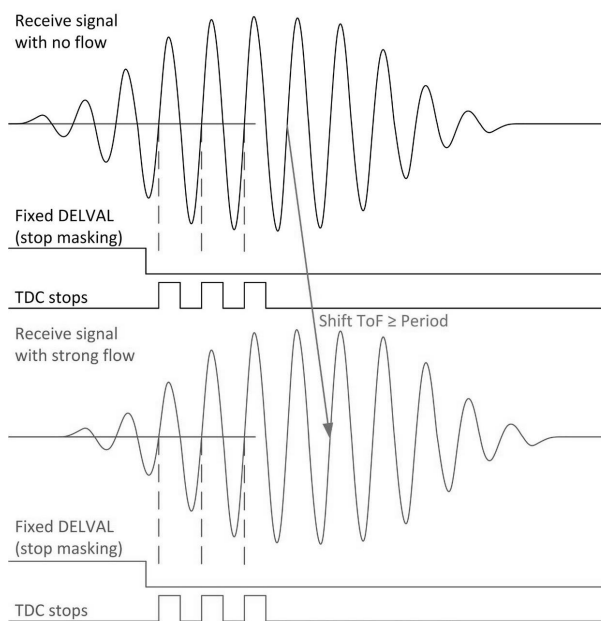 Receive signal
with no flow
Fixed DELVAL
(stop masking)
TDC stops
Shift ToF ≥ Period
Receive signal
with strong flow
Fixed DELVAL
(stop masking)
TDC stops